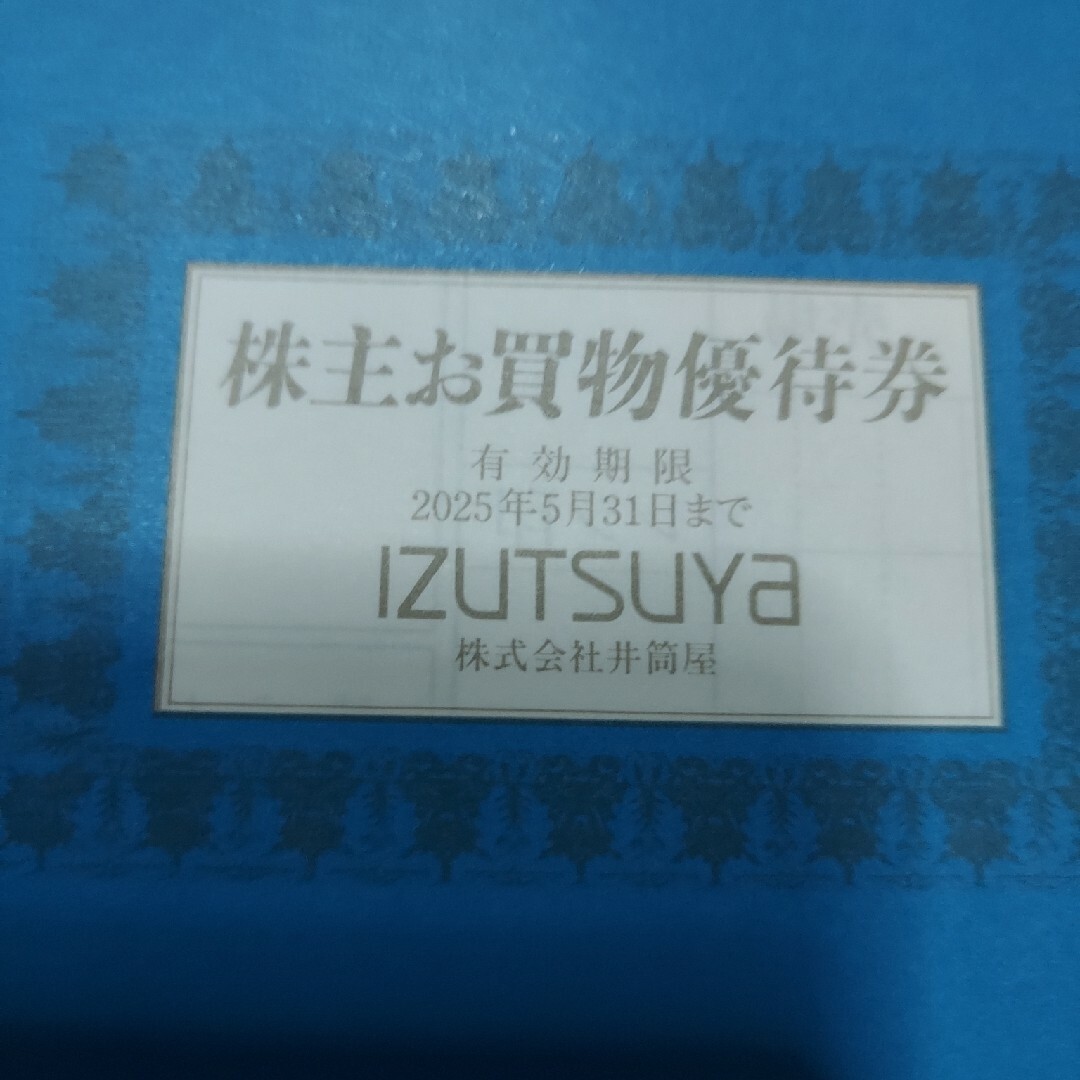 株主お買物優待券
有効期限
2025年5月31日まで
IZUTSUYa
株式会社井筒屋